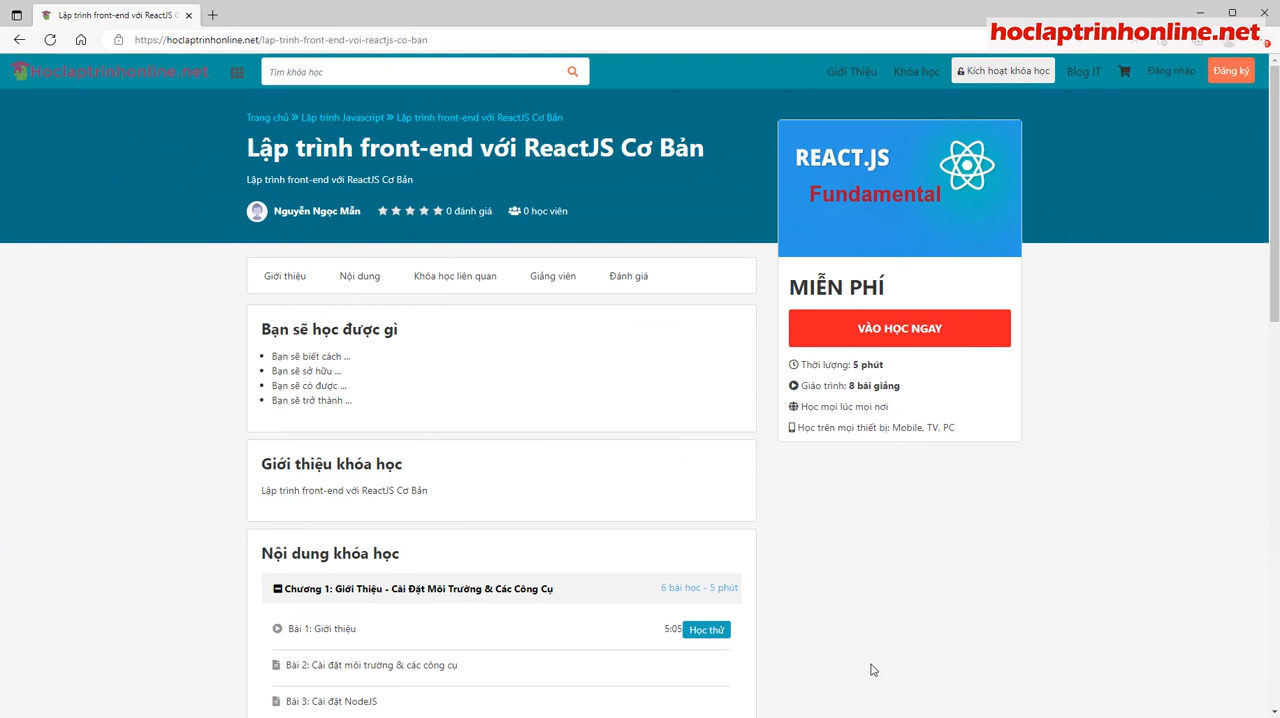 Lập trình front-end với ReactJS C
hoclaptrinhonline.net
https://hoclaptrinhonline.net/lap-trinh-front-end-voi-reactjs-co-ban
Hoclaptrinhonline.net
Tìm khóa học
Giới Thiệu
Khóa học
Kích hoạt khóa học
Blog IT
Đăng nhập
Đăng ký
Trang chủ » Lập trình Javascript » Lập trình front-end với ReactJS Cơ Bản
Lập trình front-end với ReactJS Cơ Bản
Lập trình front-end với ReactJS Cơ Bản
Nguyễn Ngọc Mẫn
0 đánh giá
0 học viên
REACT.JS
Fundamental
MIỄN PHÍ
VÀO HỌC NGAY
Thời lượng: 5 phút
Giáo trình: 8 bài giảng
Học mọi lúc mọi nơi
Học trên mọi thiết bị: Mobile, TV, PC
Giới thiệu
Nội dung
Khóa học liên quan
Giảng viên
Đánh giá
Bạn sẽ học được gì
Bạn sẽ biết cách ...
Bạn sẽ sở hữu ...
Bạn sẽ có được ...
Bạn sẽ trở thành ...
Giới thiệu khóa học
Lập trình front-end với ReactJS Cơ Bản
Nội dung khóa học
Chương 1: Giới Thiệu - Cài Đặt Môi Trường & Các Công Cụ
6 bài học - 5 phút
Bài 1: Giới thiệu
5:05
Học thử
Bài 2: Cài đặt môi trường & các công cụ
Bài 3: Cài đặt NodeJS